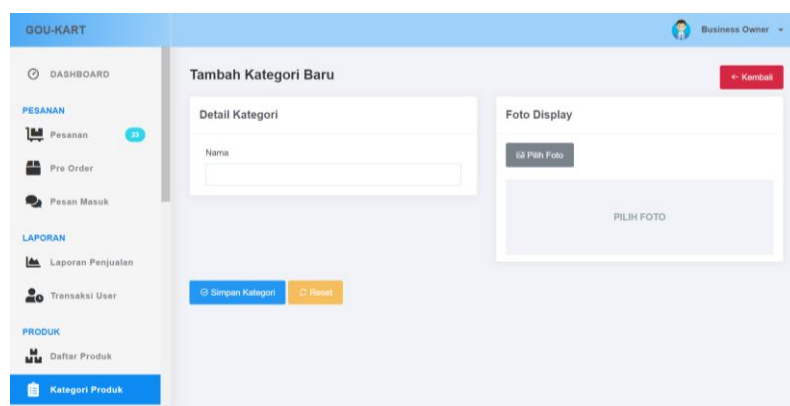 GOU-KART
Business Owner
DASHBOARD
PESANAN
Pesanan 23
Pre Order
Pesan Masuk
LAPORAN
Laporan Penjualan
Transaksi User
PRODUK
Daftar Produk
Kategori Produk
Tambah Kategori Baru
← Kembali
Detail Kategori
Nama
Foto Display
Pilih Foto
PILIH FOTO
Simpan Kategori
Reset